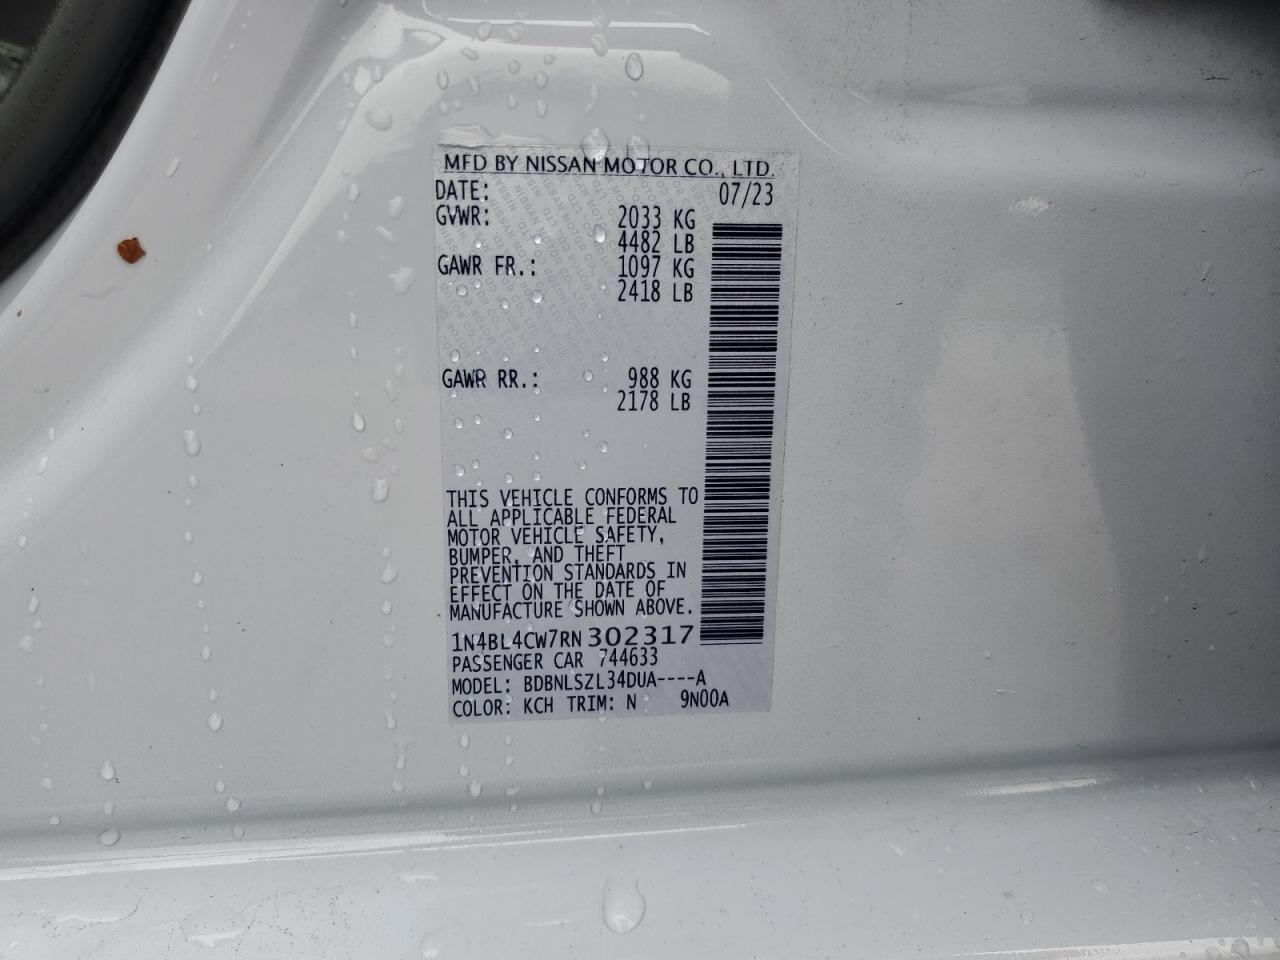 MFD BY NISSAN MOTOR CO., LTD.
DATE: 07/23
GVWR: 2033 KG
4482 LB
GAWR FR.: 1097 KG
2418 LB
GAWR RR.: 988 KG
2178 LB
THIS VEHICLE CONFORMS TO
ALL APPLICABLE FEDERAL
MOTOR VEHICLE SAFETY,
BUMPER, AND THEFT
PREVENTION STANDARDS IN
EFFECT ON THE DATE OF
MANUFACTURE SHOWN ABOVE.
1N4BL4CW7RN302317
PASSENGER CAR 744633
MODEL: BDBNLSZL34DUA----A
COLOR: KCH TRIM: N 9N00A